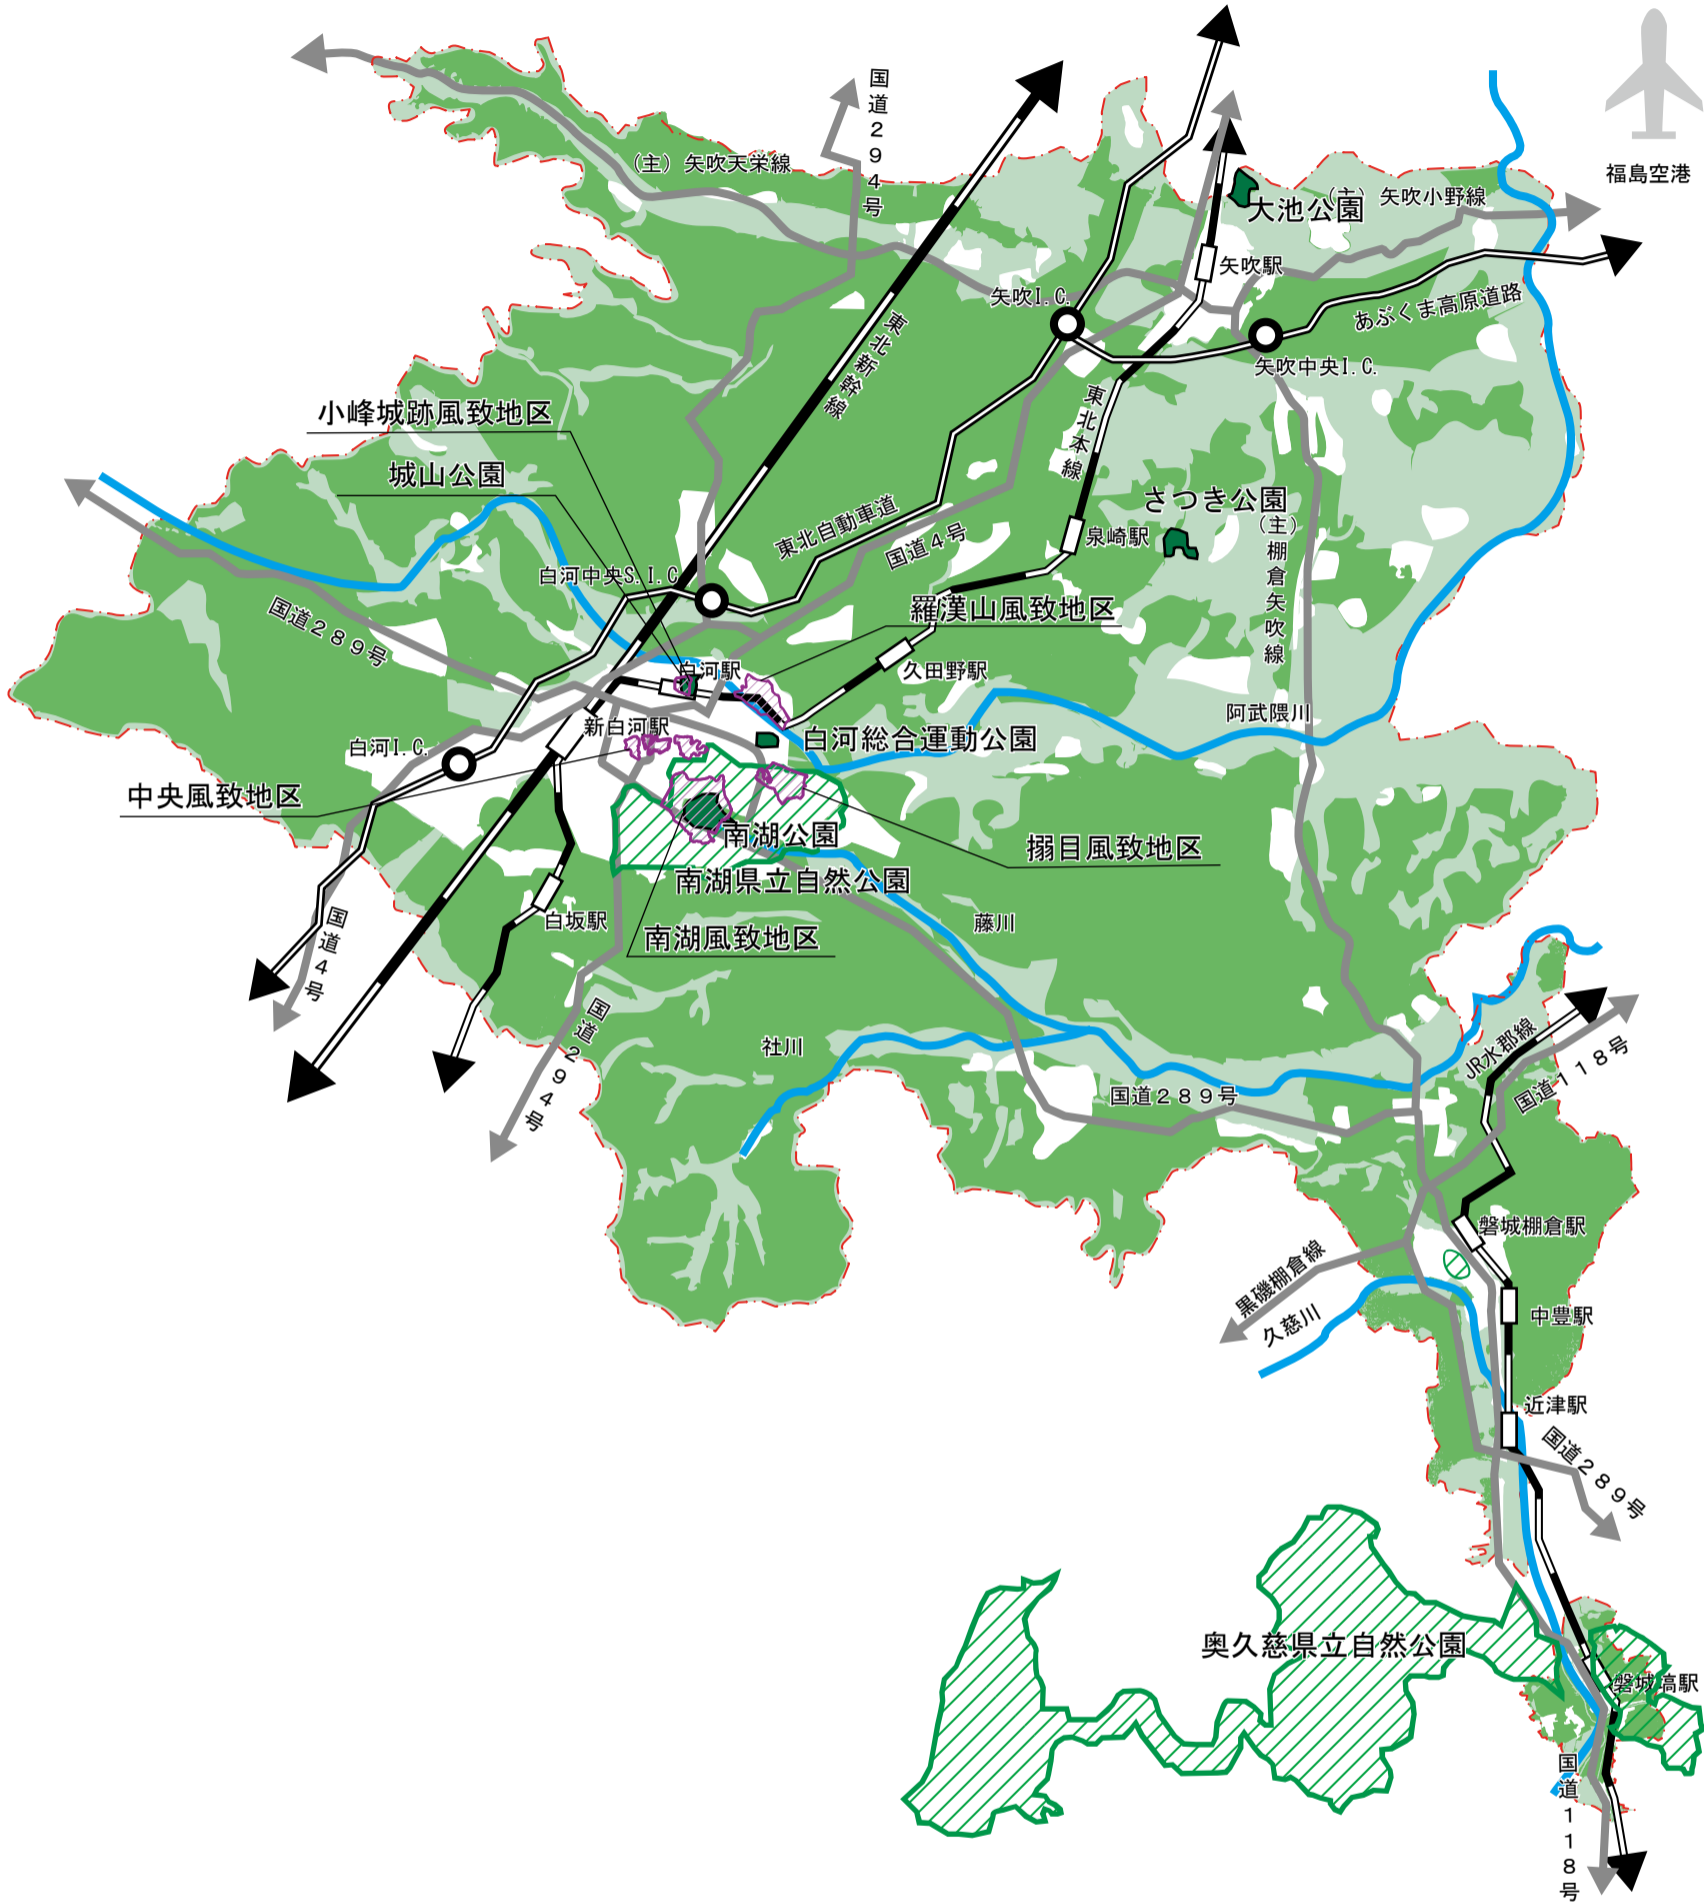 国道２９４号
福島空港
(主) 矢吹天栄線
(主) 矢吹小野線
大池公園
矢吹駅
矢吹I.C.
あぶくま高原道路
東北新幹線
矢吹中央I.C.
小峰城跡風致地区
東北本線
城山公園
さつき公園
東北自動車道
国道４号
泉崎駅
(主)棚倉矢吹線
白河中央S.I.C
国道２８９号
羅漢山風致地区
白河駅
久田野駅
阿武隈川
新白河駅
白河総合運動公園
白河I.C.
中央風致地区
南湖公園
搦目風致地区
南湖県立自然公園
白坂駅
藤川
国道４号
南湖風致地区
国道２９４号
社川
JR水郡線
国道１１８号
国道２８９号
磐城棚倉駅
黒磯棚倉線
久慈川
中豊駅
近津駅
国道２８９号
奥久慈県立自然公園
磐城塙駅
国道１１８号